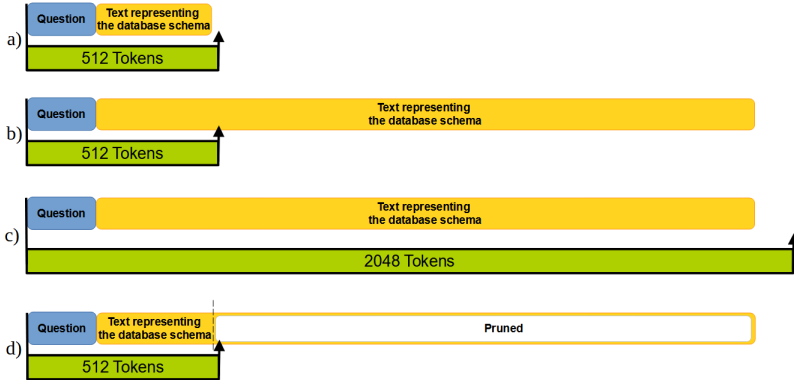 Question
Text representing
the database schema
a)
512 Tokens
Question
Text representing
the database schema
b)
512 Tokens
Question
Text representing
the database schema
c)
2048 Tokens
Question
Text representing
the database schema
Pruned
d)
512 Tokens